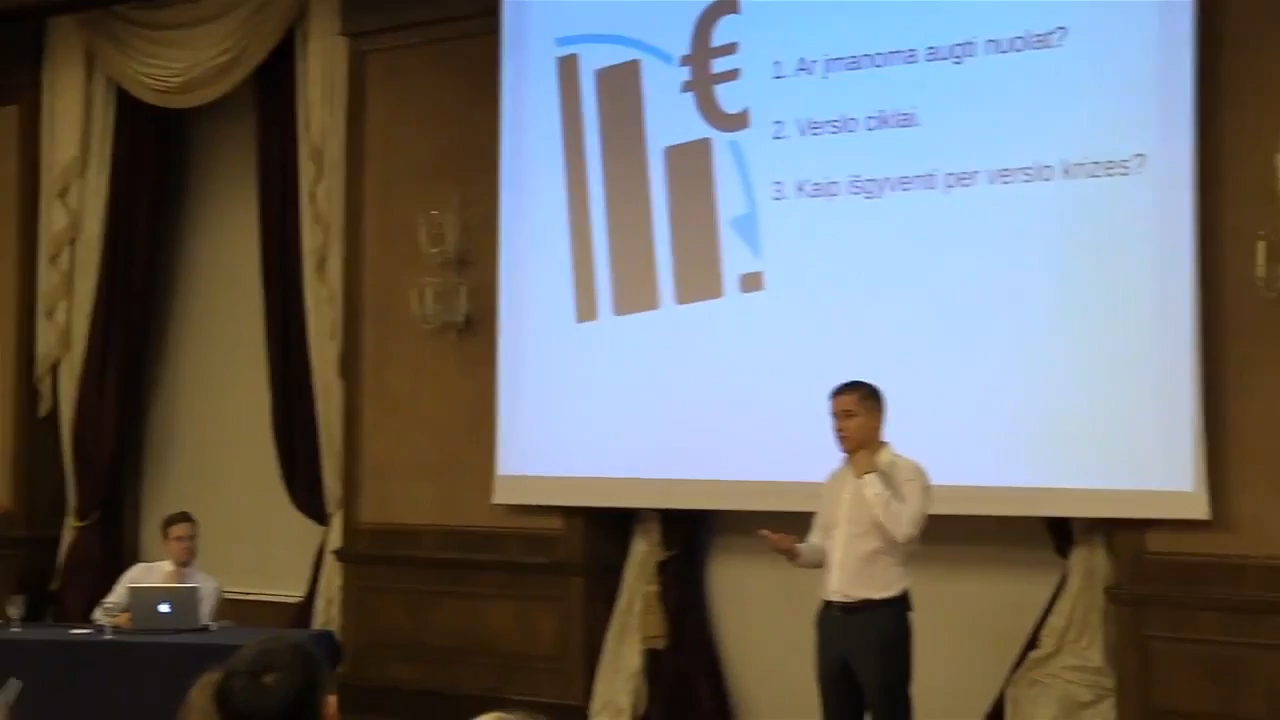 €
1. Ar įmanoma augti nuolat?
2. Verslo ciklai.
3. Kaip išgyventi per verslo krizes?